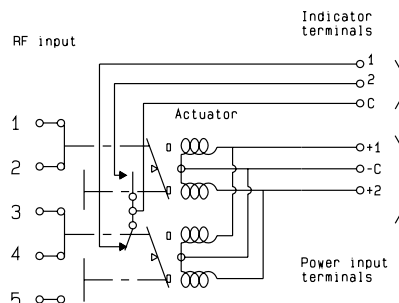 Indicator
terminals
RF input
1
2
C
Actuator
1
2
3
4
5
+1
-C
+2
Power input
terminals